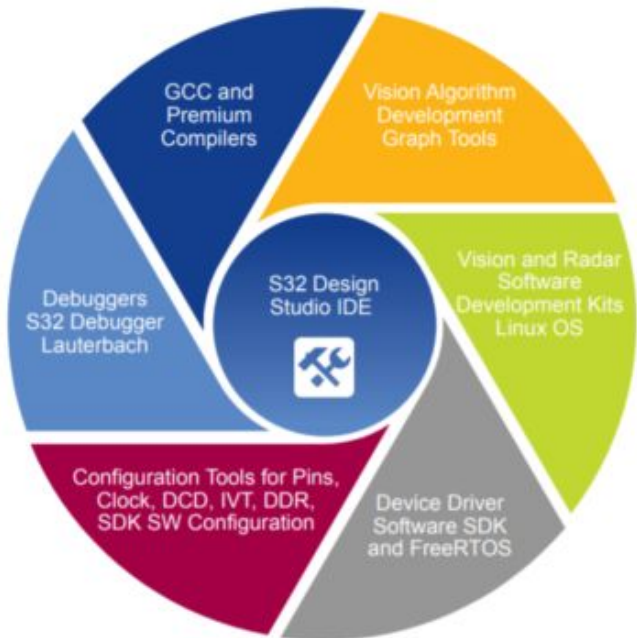 GCC and
Premium
Compilers
Vision Algorithm
Development
Graph Tools
Vision and Radar
Software
Development Kits
Linux OS
Device Driver
Software SDK
and FreeRTOS
Configuration Tools for Pins,
Clock, DCD, IVT, DDR,
SDK SW Configuration
Debuggers
S32 Debugger
Lauterbach
S32 Design
Studio IDE